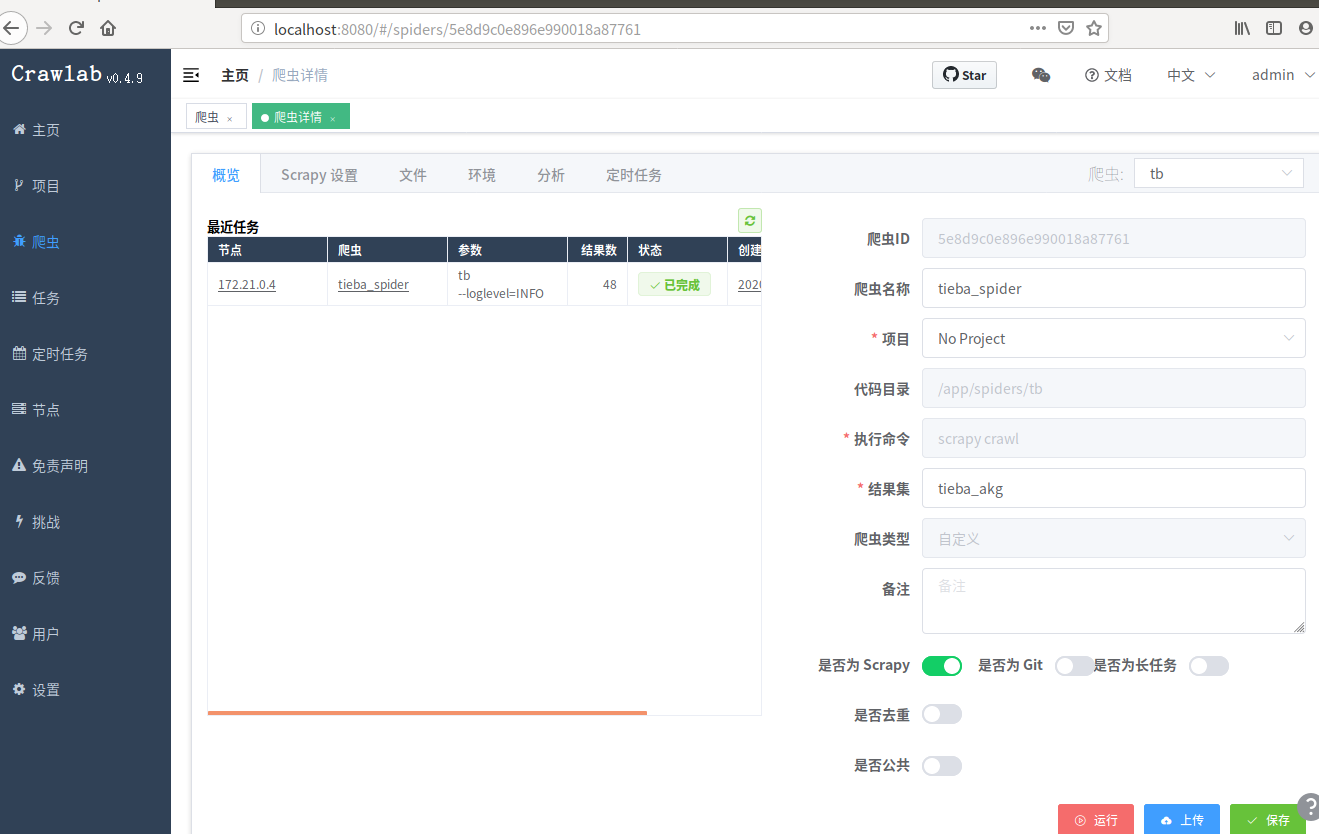 localhost:8080/#/spiders/5e8d9c0e896e990018a87761
Crawlab v0.4.9
主页 / 爬虫详情
Star
文档
中文
admin
爬虫 ×
爬虫详情 ×
主页
项目
爬虫
任务
定时任务
节点
免责声明
挑战
反馈
用户
设置
概览
Scrapy 设置
文件
环境
分析
定时任务
爬虫:
tb
最近任务
节点 爬虫 参数 结果数 状态 创建
172.21.0.4 tieba_spider tb
--loglevel=INFO
48 已完成 2020
爬虫ID 5e8d9c0e896e990018a87761
爬虫名称 tieba_spider
* 项目 No Project
代码目录 /app/spiders/tb
* 执行命令 scrapy crawl
* 结果集 tieba_akg
爬虫类型 自定义
备注 备注
是否为 Scrapy 是否为 Git 是否为长任务
是否去重
是否公共
运行 上传 保存
?